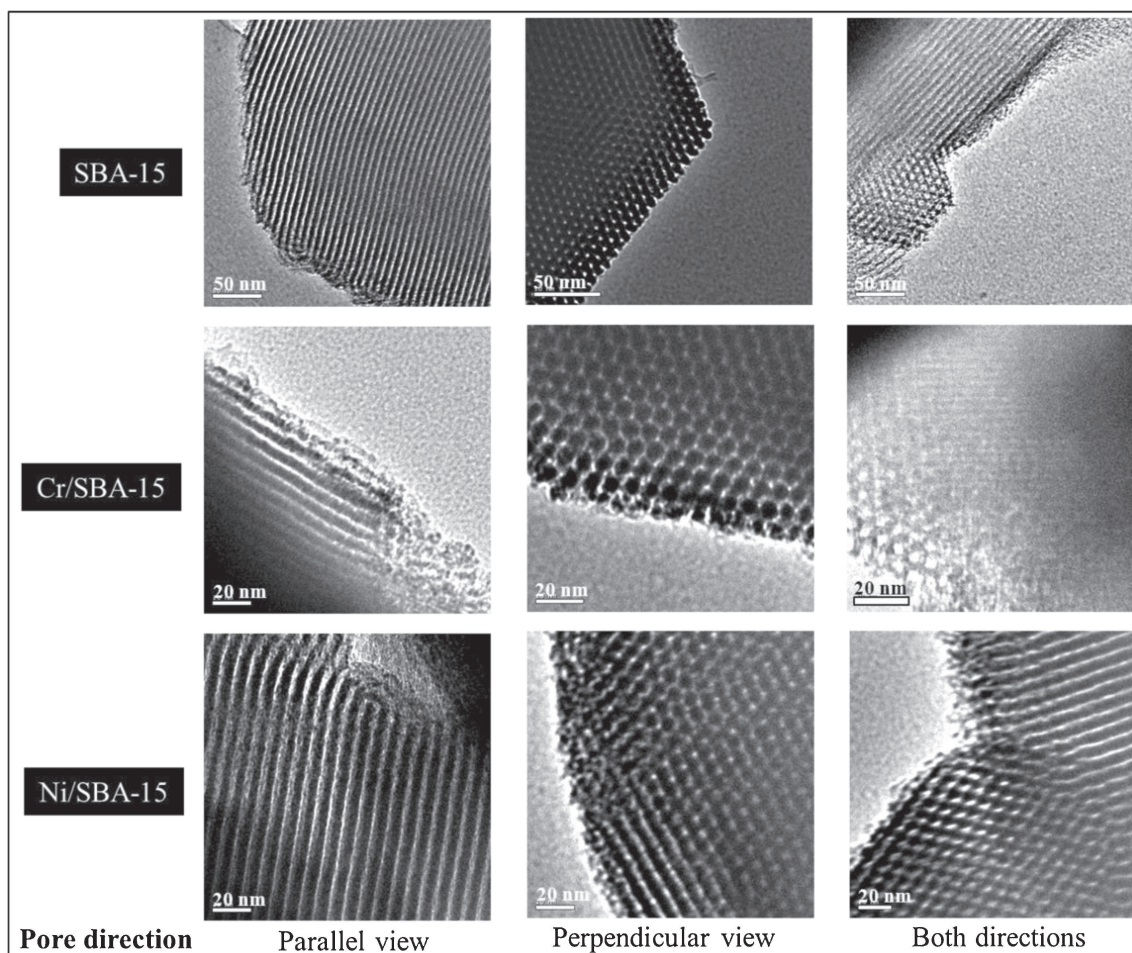 SBA-15
50 nm
50 nm
50 nm
Cr/SBA-15
20 nm
20 nm
20 nm
Ni/SBA-15
20 nm
20 nm
20 nm
Pore direction Parallel view Perpendicular view Both directions